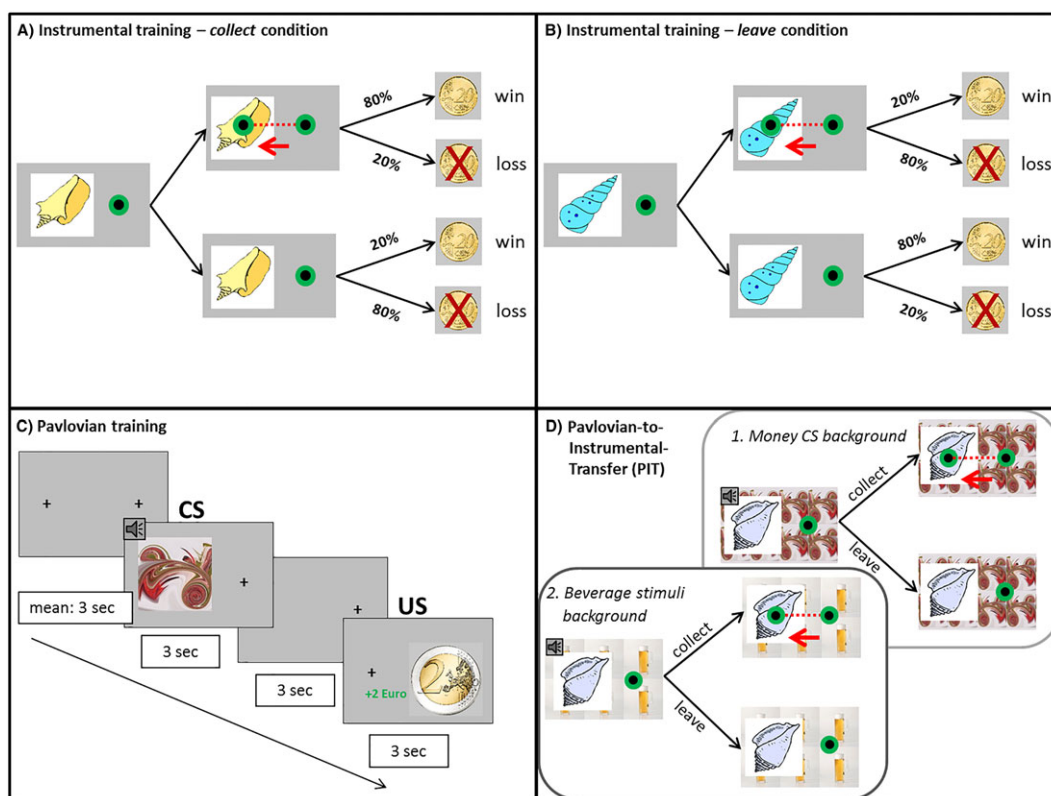 A) Instrumental training – collect condition
80%
win
20%
loss
20%
win
80%
loss
B) Instrumental training – leave condition
20%
win
80%
loss
80%
win
20%
loss
C) Pavlovian training
CS
US
+2 Euro
2
mean: 3 sec
3 sec
3 sec
3 sec
D) Pavlovian-to-
Instrumental-
Transfer (PIT)
1. Money CS background
collect
leave
2. Beverage stimuli
background
collect
leave